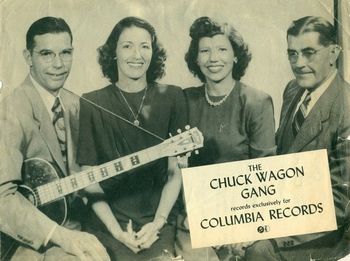 THE
CHUCK WAGON
GANG
records exclusively for
COLUMBIA RECORDS